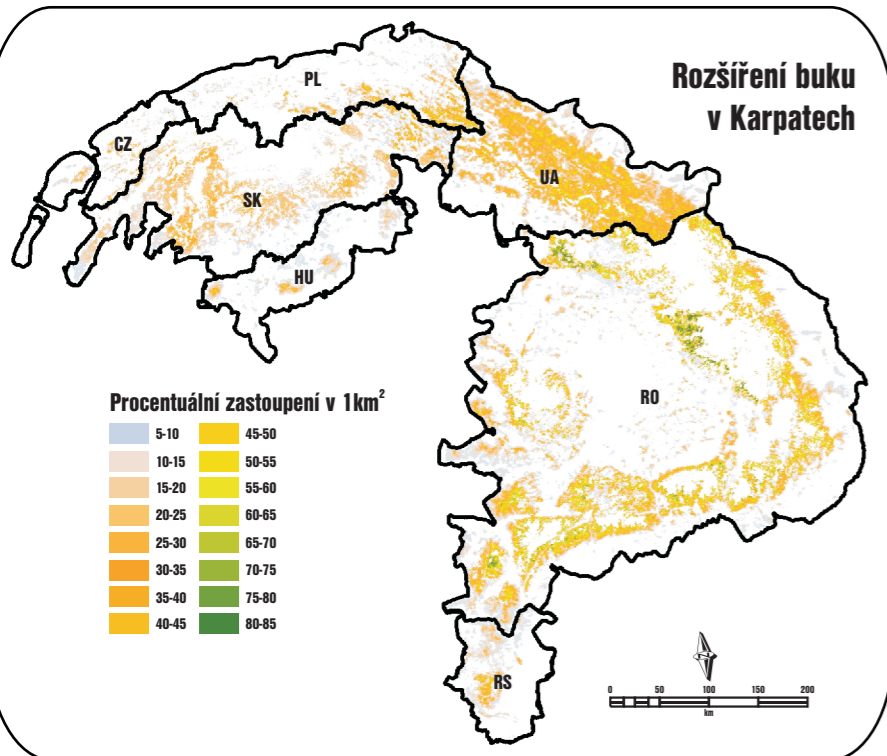 Rozšíření buku
v Karpatech
PL
CZ
SK
UA
HU
RO
RS
Procentuální zastoupení v 1km²
5-10
10-15
15-20
20-25
25-30
30-35
35-40
40-45
45-50
50-55
55-60
60-65
65-70
70-75
75-80
80-85
0 50 100 150 200
km